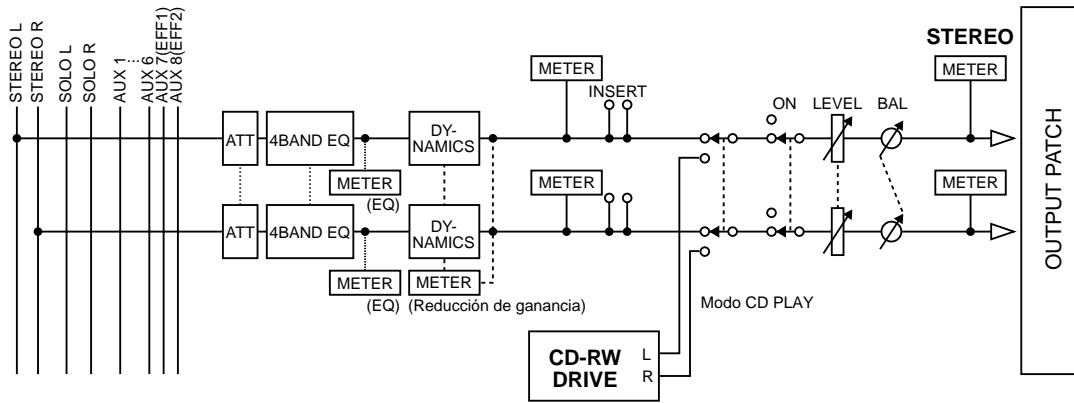 STEREO L
STEREO R
SOLO L
SOLO R
AUX 1
AUX 6
AUX 7(EFF1)
AUX 8(EFF2)
ATT
4BAND EQ
METER
(EQ)
DY-
NAMICS
METER
INSERT
ON
LEVEL
BAL
STEREO
METER
ATT
4BAND EQ
METER
(EQ)
DY-
NAMICS
METER
(Reducción de ganancia)
METER
METER
Modo CD PLAY
CD-RW
DRIVE
L
R
OUTPUT PATCH